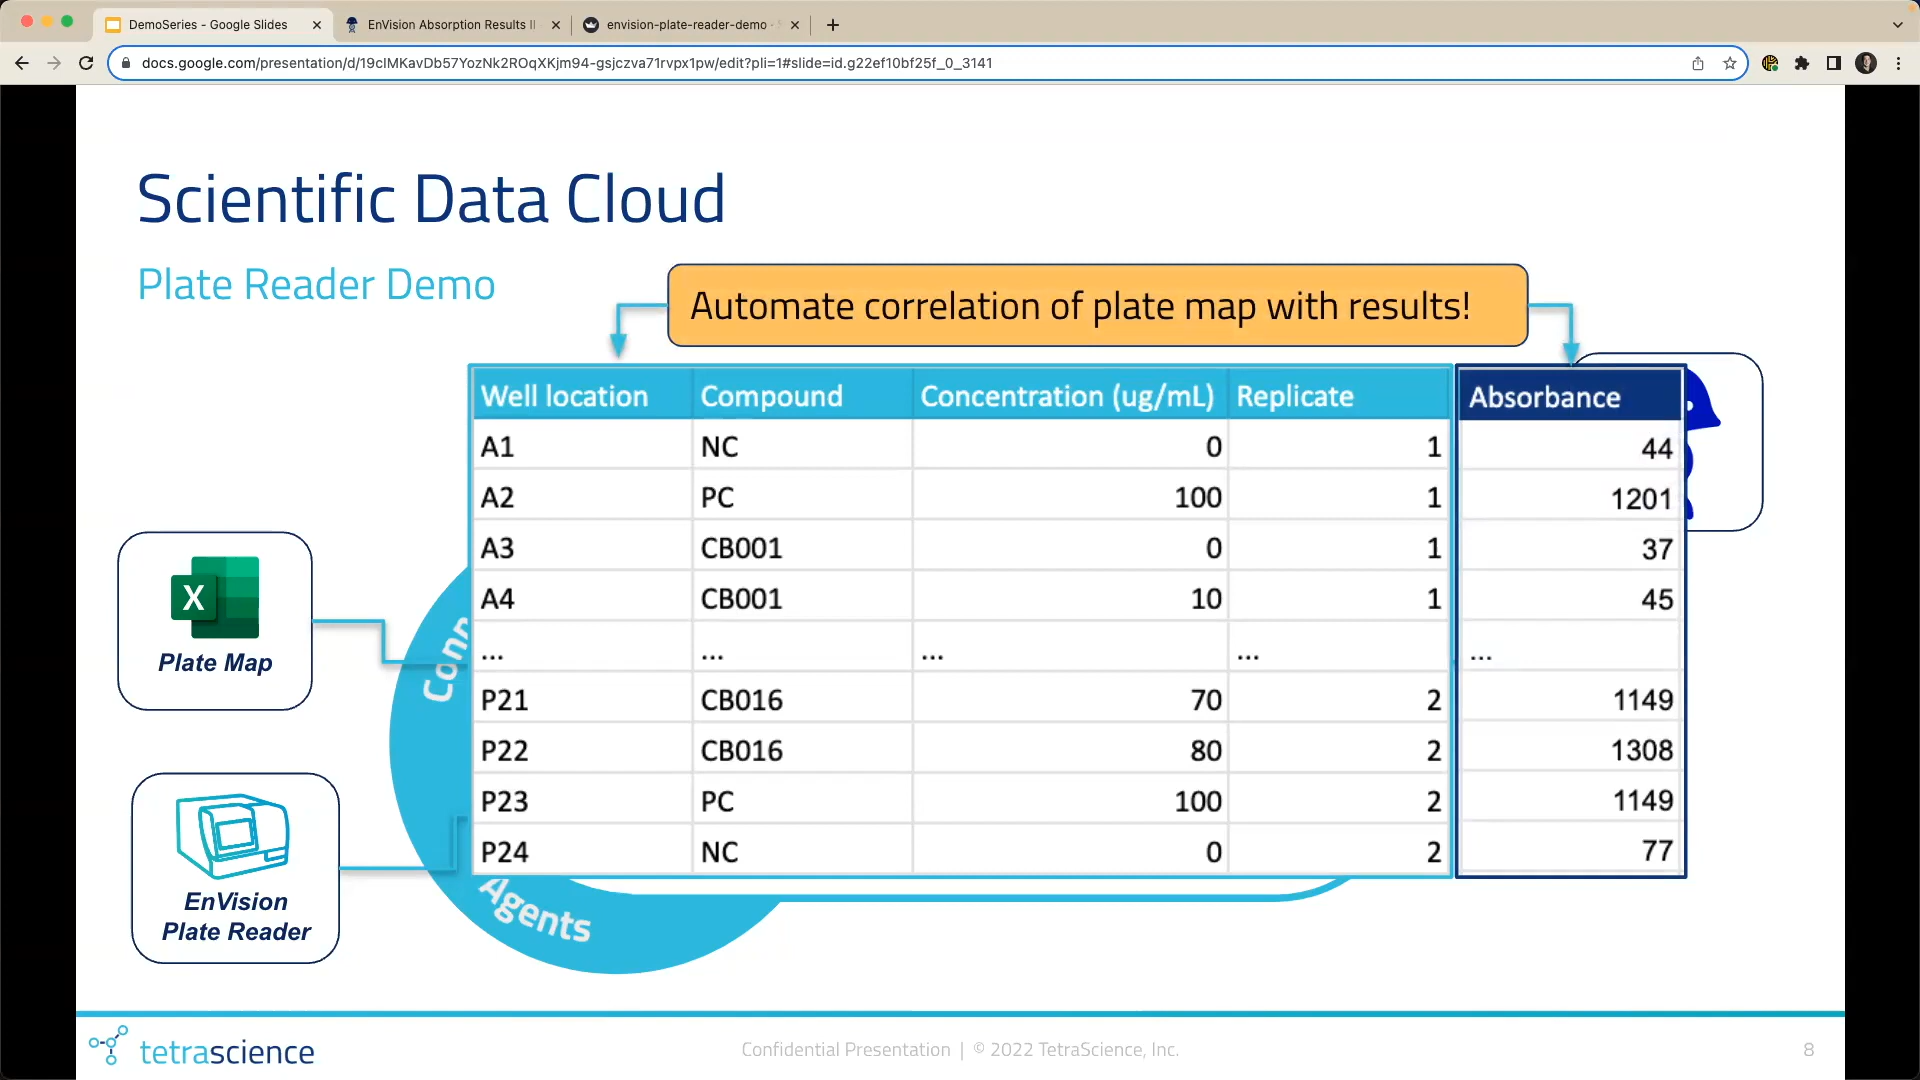 DemoSeries - Google Slides
EnVision Absorption Results II
envision-plate-reader-demo
docs.google.com/presentation/d/19clMKavDb57YozNk2ROqXKjm94-gsjczva71rvpx1pw/edit?pli=1#slide=id.g22ef10bf25f_0_3141
Scientific Data Cloud
Plate Reader Demo
Automate correlation of plate map with results!
Well location Compound Concentration (ug/mL) Replicate Absorbance
A1 NC 0 1 44
A2 PC 100 1 1201
A3 CB001 0 1 37
A4 CB001 10 1 45
... ... ... ... ...
P21 CB016 70 2 1149
P22 CB016 80 2 1308
P23 PC 100 2 1149
P24 NC 0 2 77
X
Plate Map
EnVision
Plate Reader
Agents
tetrascience
Confidential Presentation | © 2022 TetraScience, Inc.
8